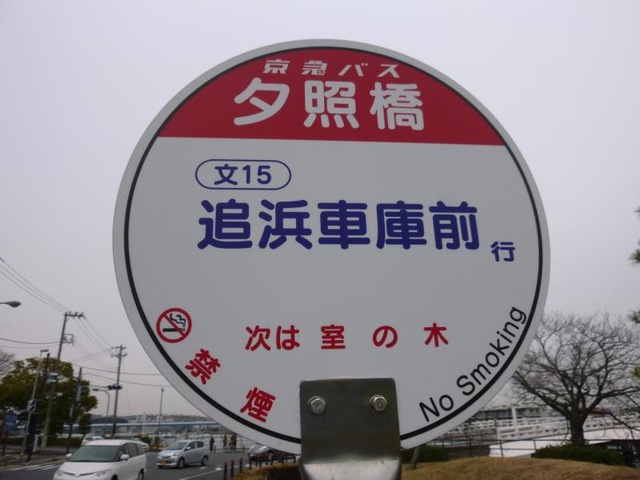 京急バス
夕照橋
文15
追浜車庫前 行
次は 室の木
禁煙
No Smoking